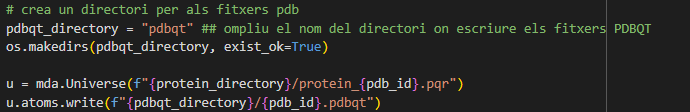 # crea un directori per als fitxers pdb
pdbqt_directory = "pdbqt" ## ompliu el nom del directori on escriure els fitxers PDBQT
os.makedirs(pdbqt_directory, exist_ok=True)
u = mda.Universe(f"{protein_directory}/protein_{pdb_id}.pqr")
u.atoms.write(f"{pdbqt_directory}/{pdb_id}.pdbqt")